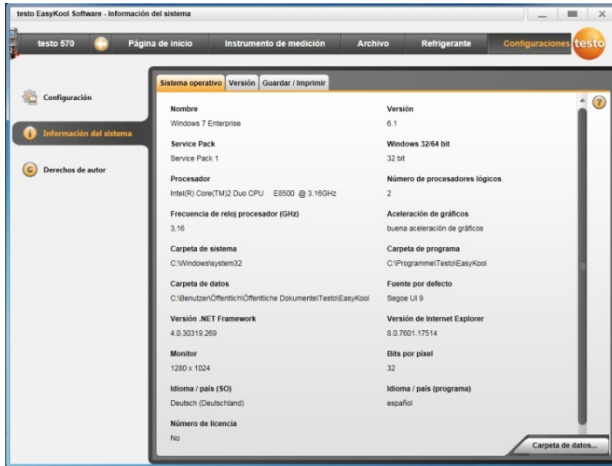 testo EasyKool Software - Información del sistema
testo 570 Página de inicio Instrumento de medición Archivo Refrigerante Configuraciones testo
Sistema operativo Versión Guardar / Imprimir
Configuración
Información del sistema
Derechos de autor
Nombre Versión
Windows 7 Enterprise 6.1
Service Pack Windows 32/64 bit
Service Pack 1 32 bit
Procesador Número de procesadores lógicos
Intel(R) Core(TM)2 Duo CPU E8500 @ 3.16GHz 2
Frecuencia de reloj procesador (GHz) Aceleración de gráficos
3,16 buena aceleración de gráficos
Carpeta de sistema Carpeta de programa
C:\Windows\system32 C:\Programme\Testo\EasyKool
Carpeta de datos Fuente por defecto
C:\Benutzer\Öffentlich\Öffentliche Dokumente\Testo\EasyKool Segoe UI 9
Versión .NET Framework Versión de Internet Explorer
4.0.30319.269 8.0.7601.17514
Monitor Bits por píxel
1280 x 1024 32
Idioma / país (SO) Idioma / país (programa)
Deutsch (Deutschland) español
Número de licencia
No
Carpeta de datos...